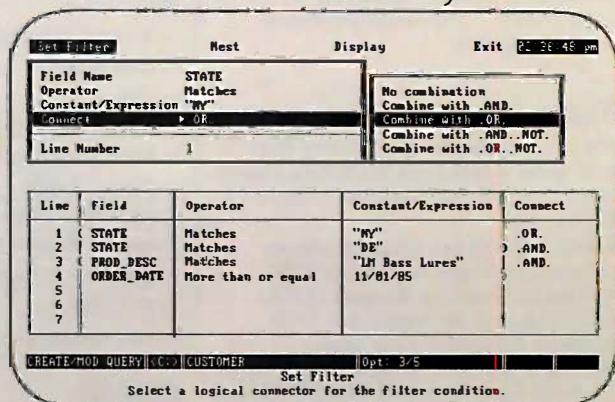 Set Filter Nest Display Exit 02:38:48 pm
Field Name STATE
Operator Matches
Constant/Expression "NY"
Connect ▶ .OR.
Line Number 1
No combination
Combine with .AND.
Combine with .OR.
Combine with .AND..NOT.
Combine with .OR..NOT.
Line Field Operator Constant/Expression Connect
1 ( STATE Matches "NY" .OR.
2 STATE Matches "DE" ) .AND.
3 ( PROD_DESC Matches "LM Bass Lures" .AND.
4 ORDER_DATE More than or equal 11/01/85 )
5
6
7
CREATE/MOD QUERY <C:> CUSTOMER Opt: 3/5
Set Filter
Select a logical connector for the filter condition.